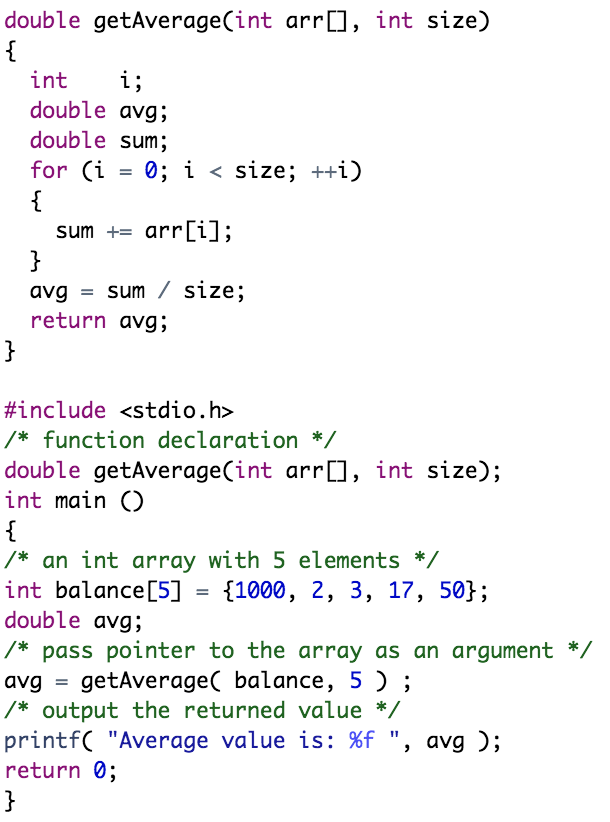 double getAverage(int arr[], int size)
{
  int    i;
  double avg;
  double sum;
  for (i = 0; i < size; ++i)
  {
    sum += arr[i];
  }
  avg = sum / size;
  return avg;
}

#include <stdio.h>
/* function declaration */
double getAverage(int arr[], int size);
int main ()
{
/* an int array with 5 elements */
int balance[5] = {1000, 2, 3, 17, 50};
double avg;
/* pass pointer to the array as an argument */
avg = getAverage( balance, 5 ) ;
/* output the returned value */
printf( "Average value is: %f ", avg );
return 0;
}